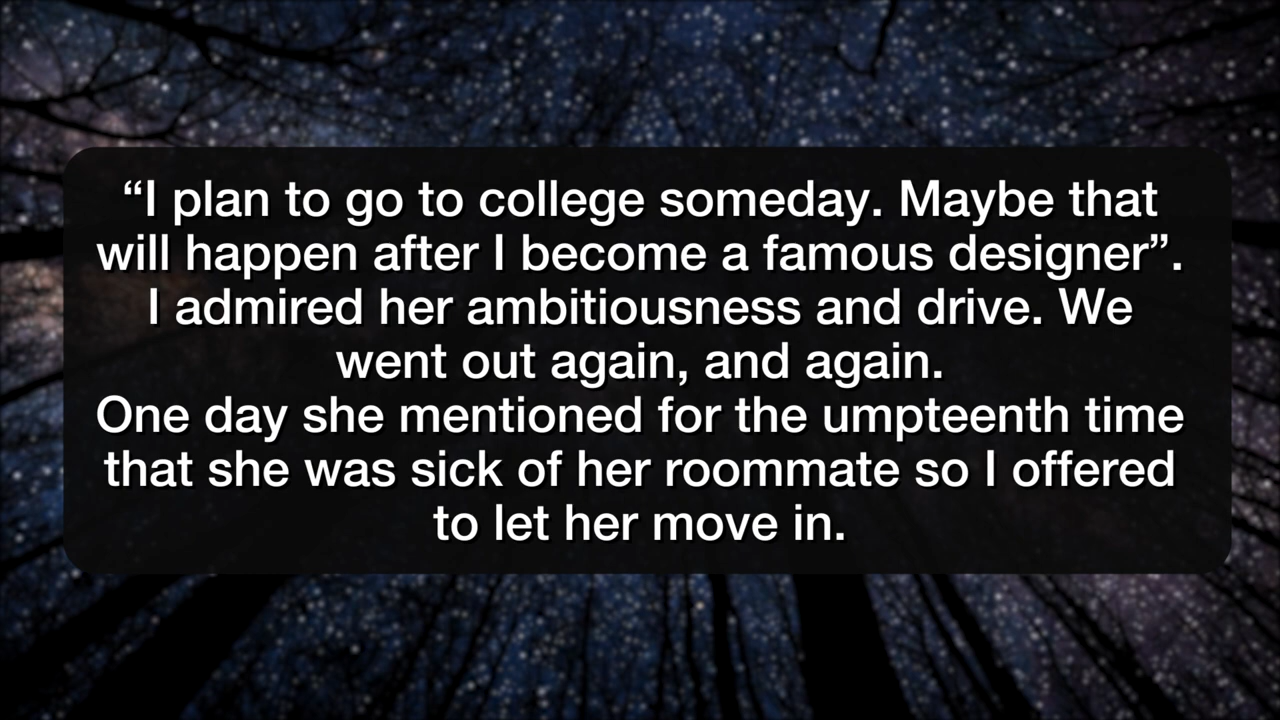 “I plan to go to college someday. Maybe that
will happen after I become a famous designer”.
I admired her ambitiousness and drive. We
went out again, and again.
One day she mentioned for the umpteenth time
that she was sick of her roommate so I offered
to let her move in.